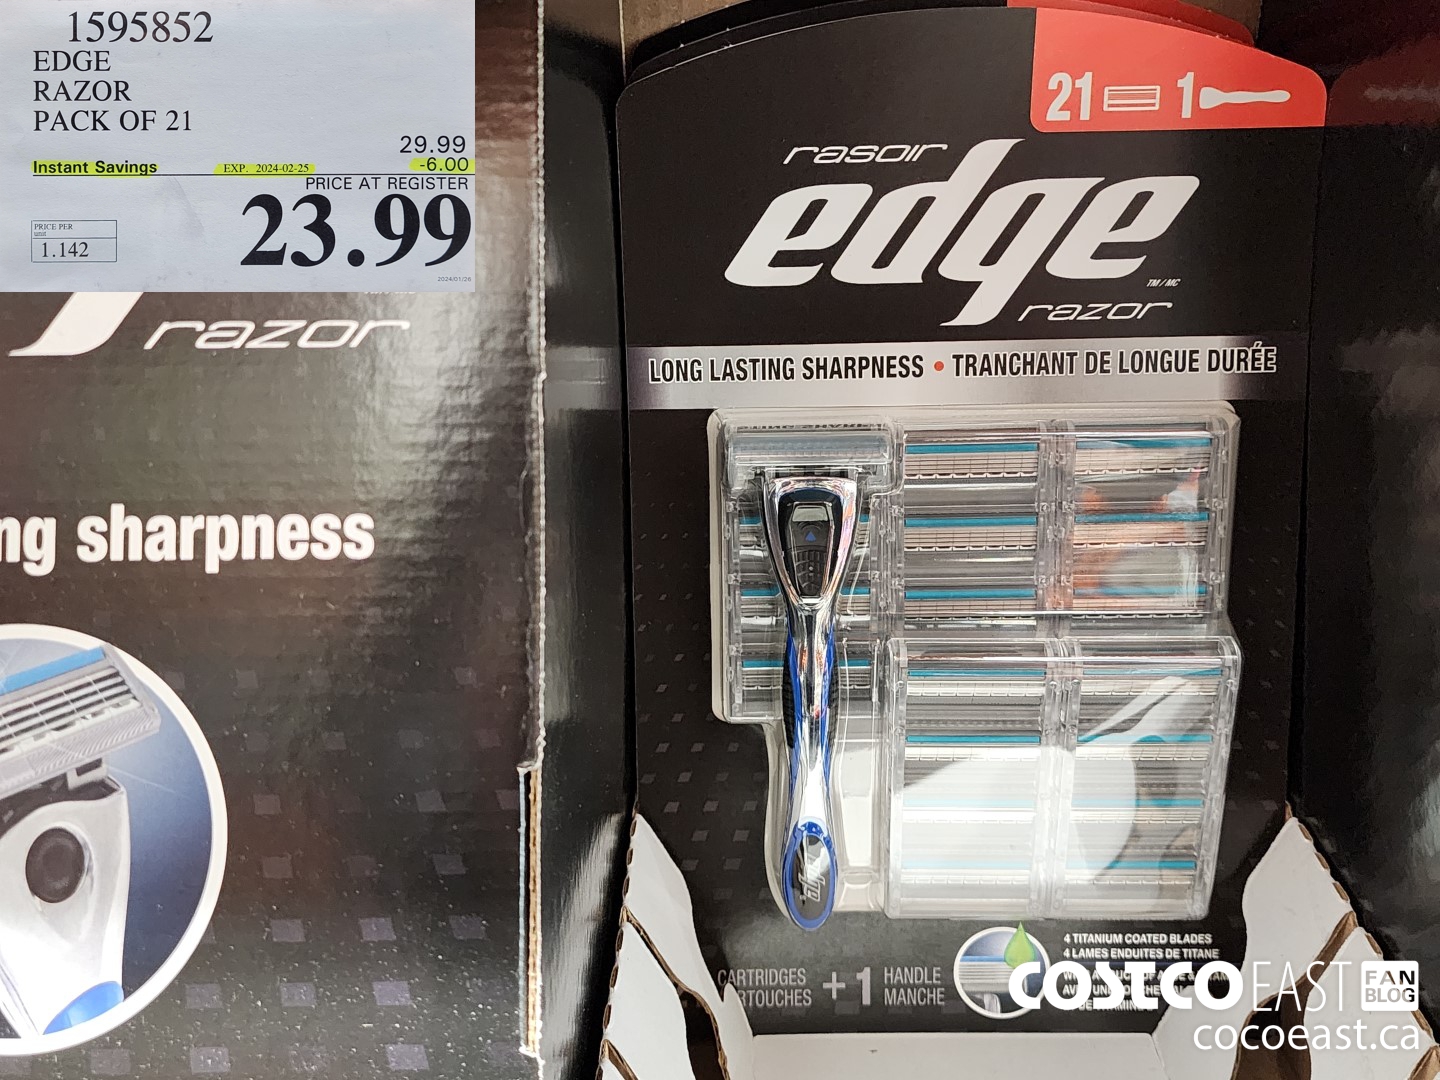 1595852
EDGE
RAZOR
PACK OF 21
29.99
Instant Savings EXP. 2024-02-25 -6.00
PRICE AT REGISTER
23.99
PRICE PER
unit
1.142
2024/01/26
razor
ng sharpness
21 1
rasoir
edge
TM/MC
razor
LONG LASTING SHARPNESS • TRANCHANT DE LONGUE DURÉE
edge
CARTRIDGES + 1 HANDLE
MANCHE
4 TITANIUM COATED BLADES
4 LAMES ENDUITES DE TITANE
COSTCO EAST FAN BLOG
cocoeast.ca